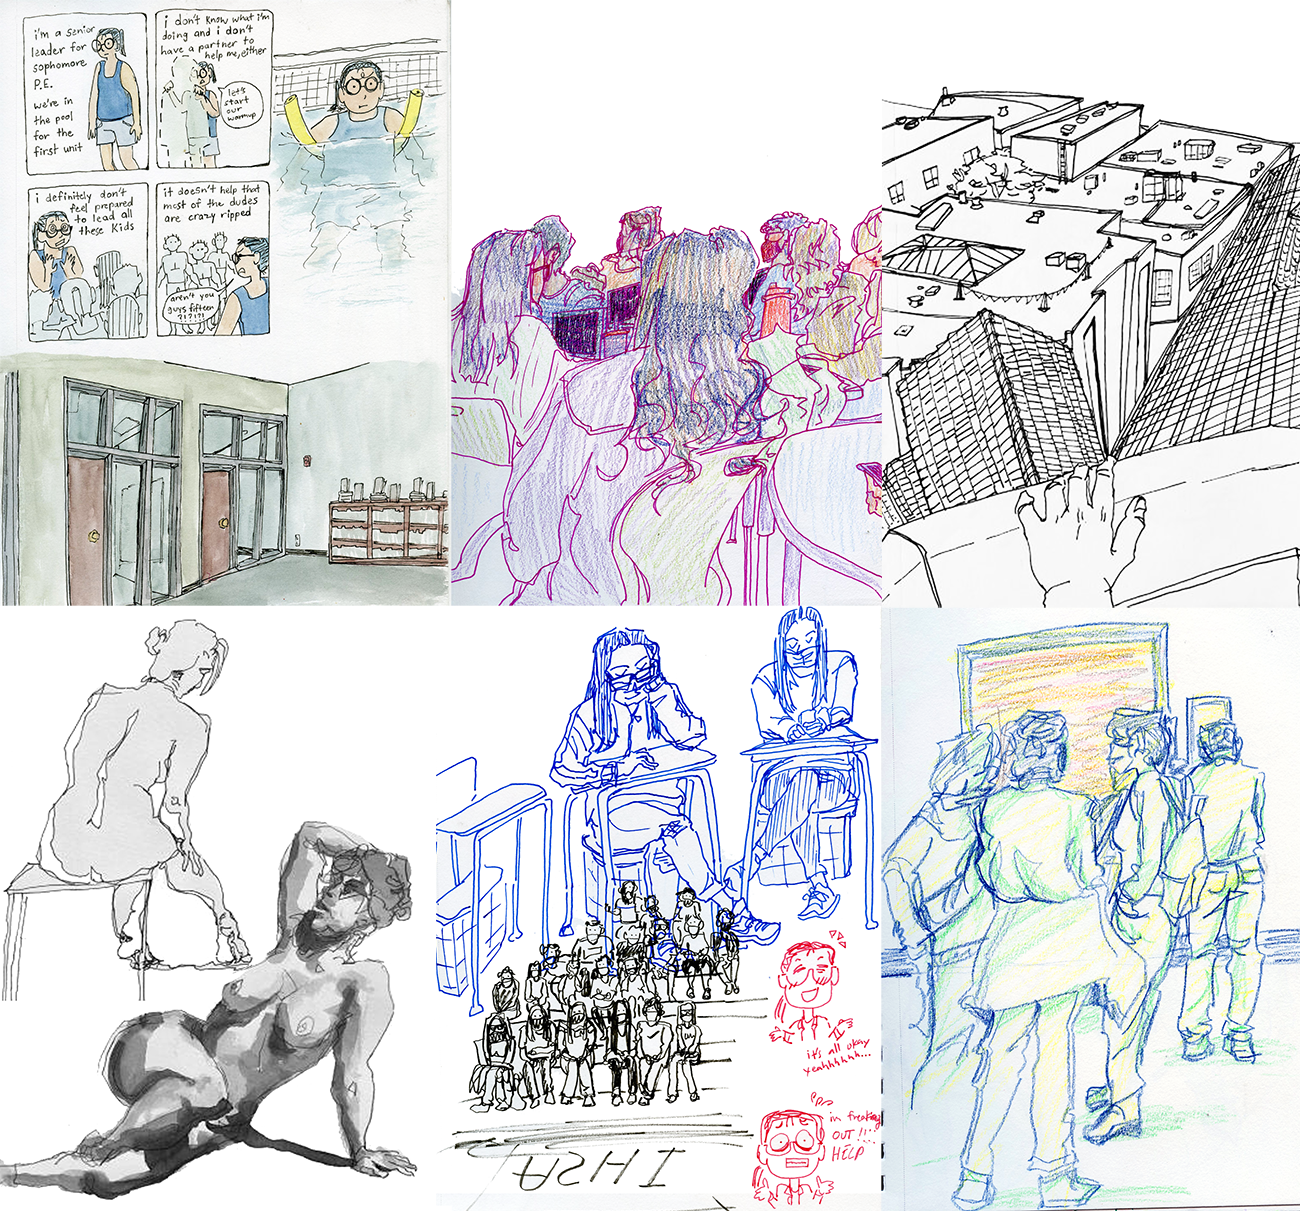 i'm a senior
leader for
sophomore
P.E.
we're in
the pool
for the
first unit
i don't know what i'm
doing and i don't
have a partner to
help me, either
let's
start
our
warmup
i definitely don't
feel prepared
to lead all
these kids
it doesn't help that
most of the dudes
are crazy ripped
aren't you
guys fifteen
?!?!?!
it's all okay
yeahhhhhh...
im freaking
OUT!!..
HELP
IHSA